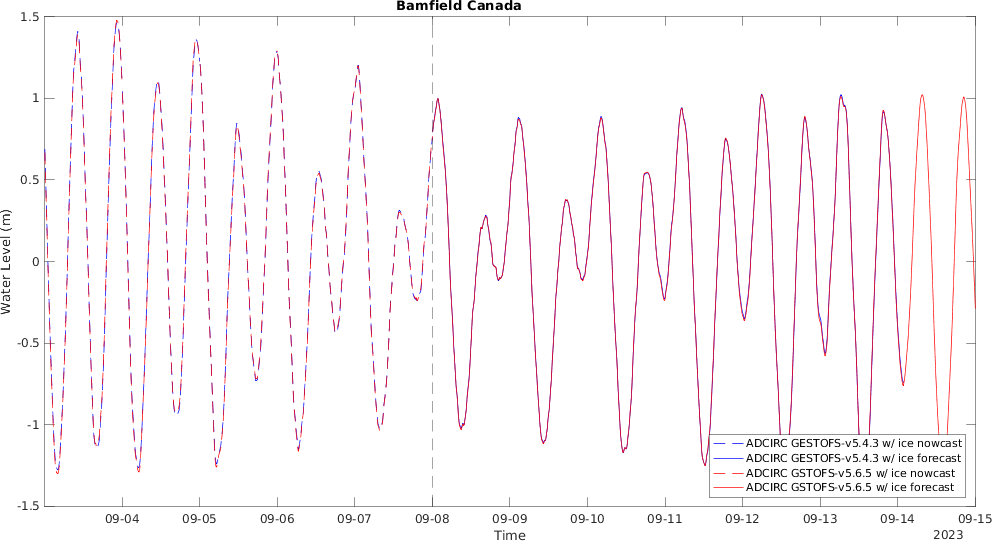 Bamfield Canada
1.5
1
0.5
0
-0.5
-1
-1.5
Water Level (m)
ADCIRC GESTOFS-v5.4.3 w/ ice nowcast
ADCIRC GESTOFS-v5.4.3 w/ ice forecast
ADCIRC GSTOFS-v5.6.5 w/ ice nowcast
ADCIRC GSTOFS-v5.6.5 w/ ice forecast
09-04 09-05 09-06 09-07 09-08 09-09 09-10 09-11 09-12 09-13 09-14 09-15
Time
2023